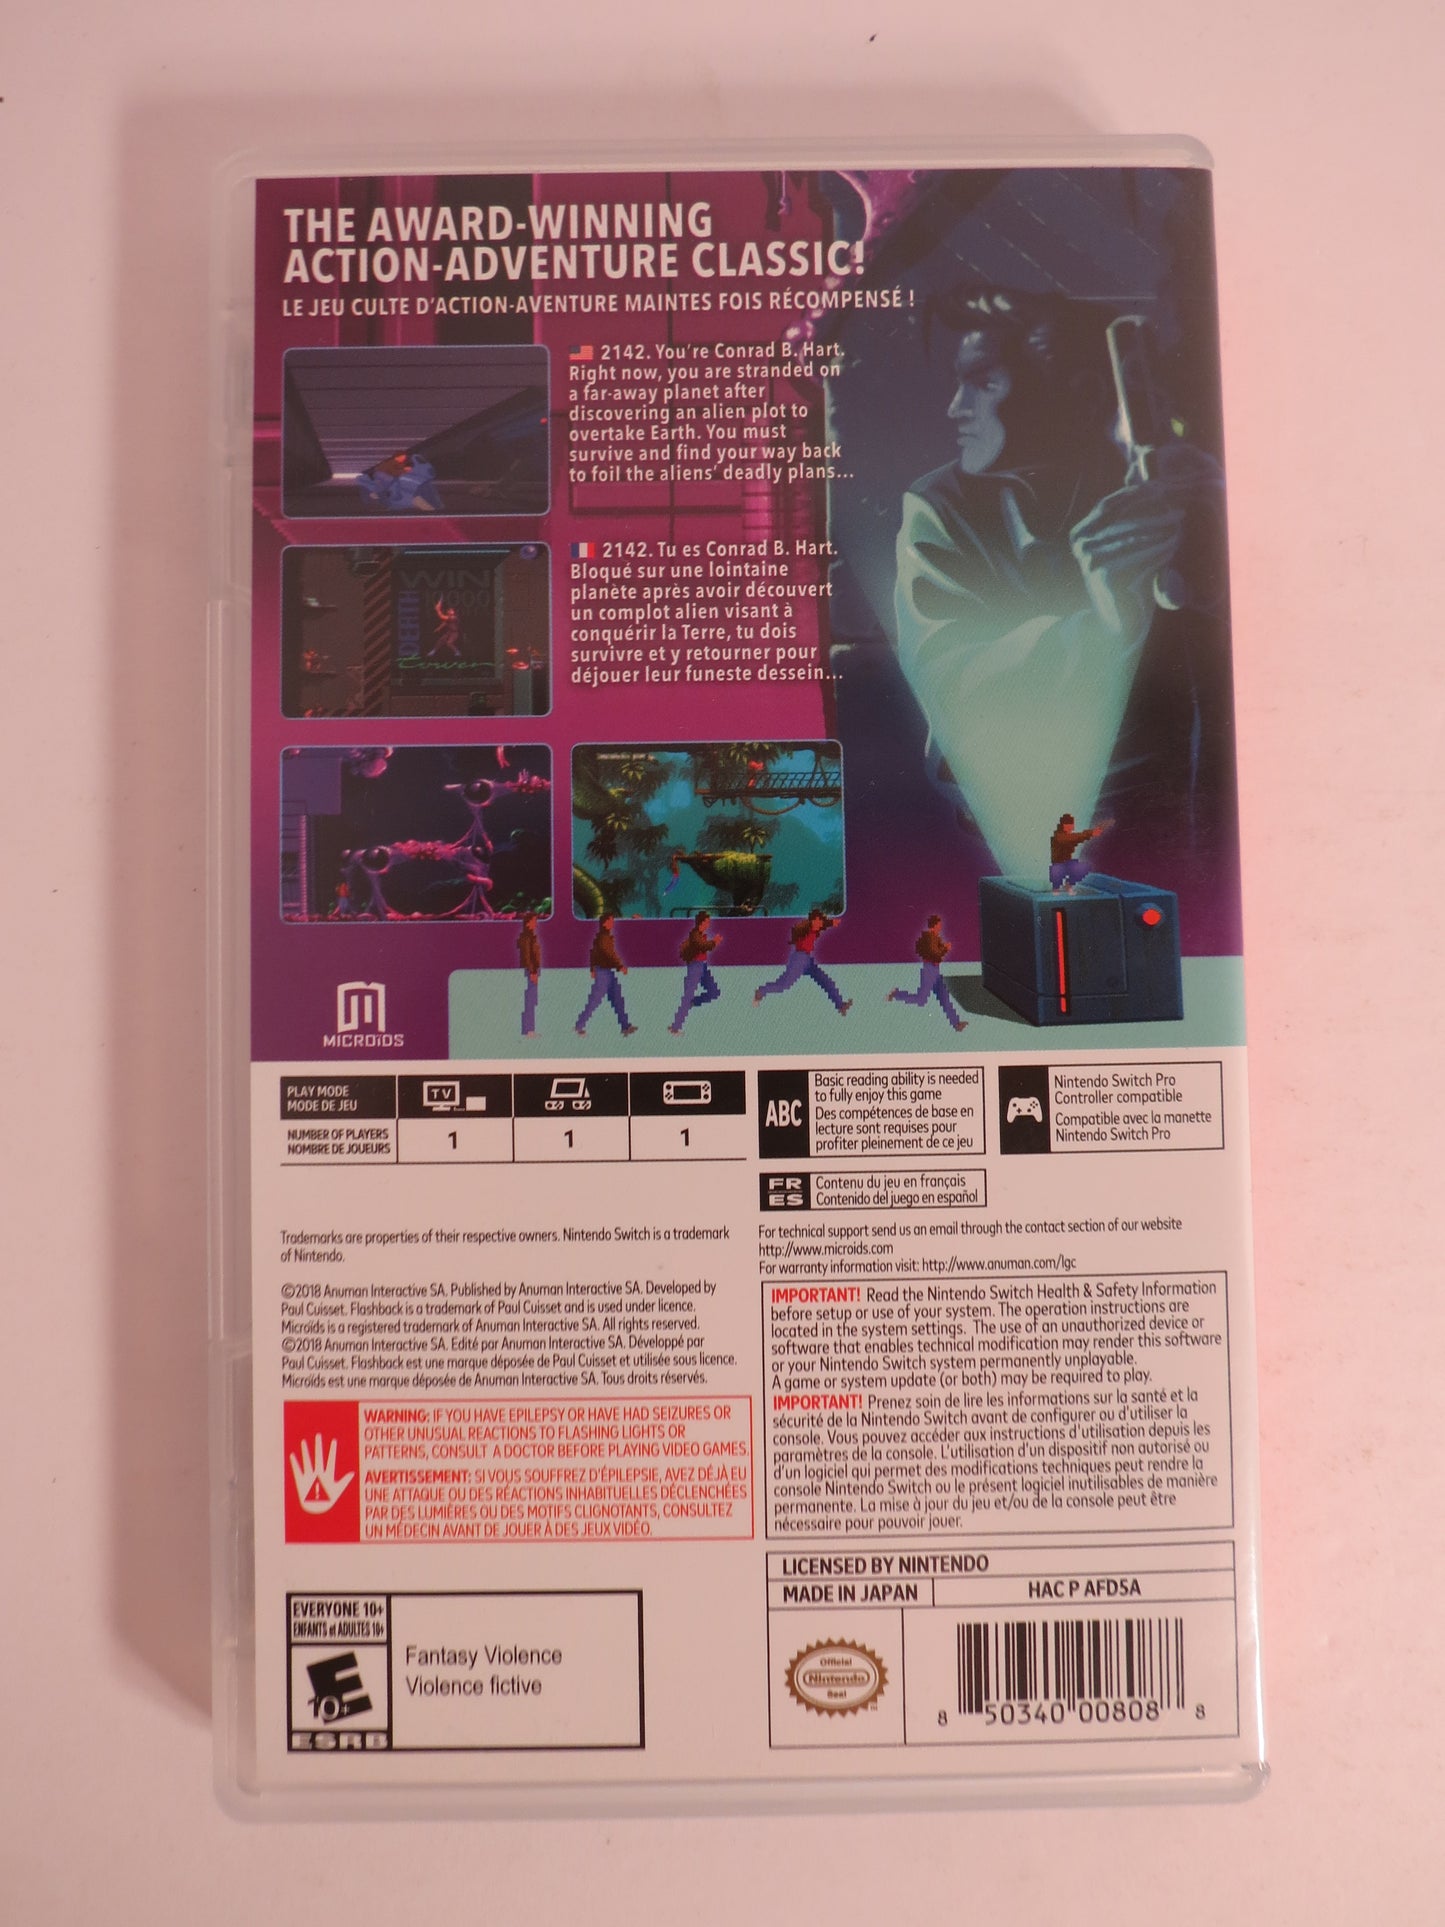 THE AWARD-WINNING
ACTION-ADVENTURE CLASSIC!
LE JEU CULTE D'ACTION-AVENTURE MAINTES FOIS RÉCOMPENSÉ !
2142. You're Conrad B. Hart.
Right now, you are stranded on
a far-away planet after
discovering an alien plot to
overtake Earth. You must
survive and find your way back
to foil the aliens' deadly plans...
2142. Tu es Conrad B. Hart.
Bloqué sur une lointaine
planète après avoir découvert
un complot alien visant à
conquérir la Terre, tu dois
survivre et y retourner pour
déjouer leur funeste dessein...
WIN
10,000
DEATH
tower
MICROïDS
PLAY MODE
MODE DE JEU
TV
NUMBER OF PLAYERS
NOMBRE DE JOUEURS
1
1
1
ABC
Basic reading ability is needed
to fully enjoy this game
Des compétences de base en
lecture sont requises pour
profiter pleinement de ce jeu
Nintendo Switch Pro
Controller compatible
Compatible avec la manette
Nintendo Switch Pro
FR
ES
Contenu du jeu en français
Contenido del juego en español
Trademarks are properties of their respective owners. Nintendo Switch is a trademark
of Nintendo.
©2018 Anuman Interactive SA. Published by Anuman Interactive SA. Developed by
Paul Cuisset. Flashback is a trademark of Paul Cuisset and is used under licence.
Microïds is a registered trademark of Anuman Interactive SA. All rights reserved.
©2018 Anuman Interactive SA. Edité par Anuman Interactive SA. Développé par
Paul Cuisset. Flashback est une marque déposée de Paul Cuisset et utilisée sous licence.
Microïds est une marque déposée de Anuman Interactive SA. Tous droits réservés.
For technical support send us an email through the contact section of our website
http://www.microids.com
For warranty information visit: http://www.anuman.com/lgc
IMPORTANT! Read the Nintendo Switch Health & Safety Information
before setup or use of your system. The operation instructions are
located in the system settings. The use of an unauthorized device or
software that enables technical modification may render this software
or your Nintendo Switch system permanently unplayable.
A game or system update (or both) may be required to play.
IMPORTANT! Prenez soin de lire les informations sur la santé et la
sécurité de la Nintendo Switch avant de configurer ou d'utiliser la
console. Vous pouvez accéder aux instructions d'utilisation depuis les
paramètres de la console. L'utilisation d'un dispositif non autorisé ou
d'un logiciel qui permet des modifications techniques peut rendre la
console Nintendo Switch ou le présent logiciel inutilisables de manière
permanente. La mise à jour du jeu et/ou de la console peut être
nécessaire pour pouvoir jouer.
WARNING: IF YOU HAVE EPILEPSY OR HAVE HAD SEIZURES OR
OTHER UNUSUAL REACTIONS TO FLASHING LIGHTS OR
PATTERNS, CONSULT A DOCTOR BEFORE PLAYING VIDEO GAMES.
AVERTISSEMENT: SI VOUS SOUFFREZ D'ÉPILEPSIE, AVEZ DÉJÀ EU
UNE ATTAQUE OU DES RÉACTIONS INHABITUELLES DÉCLENCHÉES
PAR DES LUMIÈRES OU DES MOTIFS CLIGNOTANTS, CONSULTEZ
UN MÉDECIN AVANT DE JOUER À DES JEUX VIDÉO.
EVERYONE 10+
ENFANTS et ADULTES 10+
E
10+
ESRB
Fantasy Violence
Violence fictive
LICENSED BY NINTENDO
MADE IN JAPAN
HAC P AFD5A
Official
Nintendo
Seal
TM
8 50340 00808 8